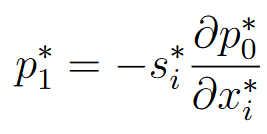 p_1^* = -s_i^* \frac{\partial p_0^*}{\partial x_i^*}